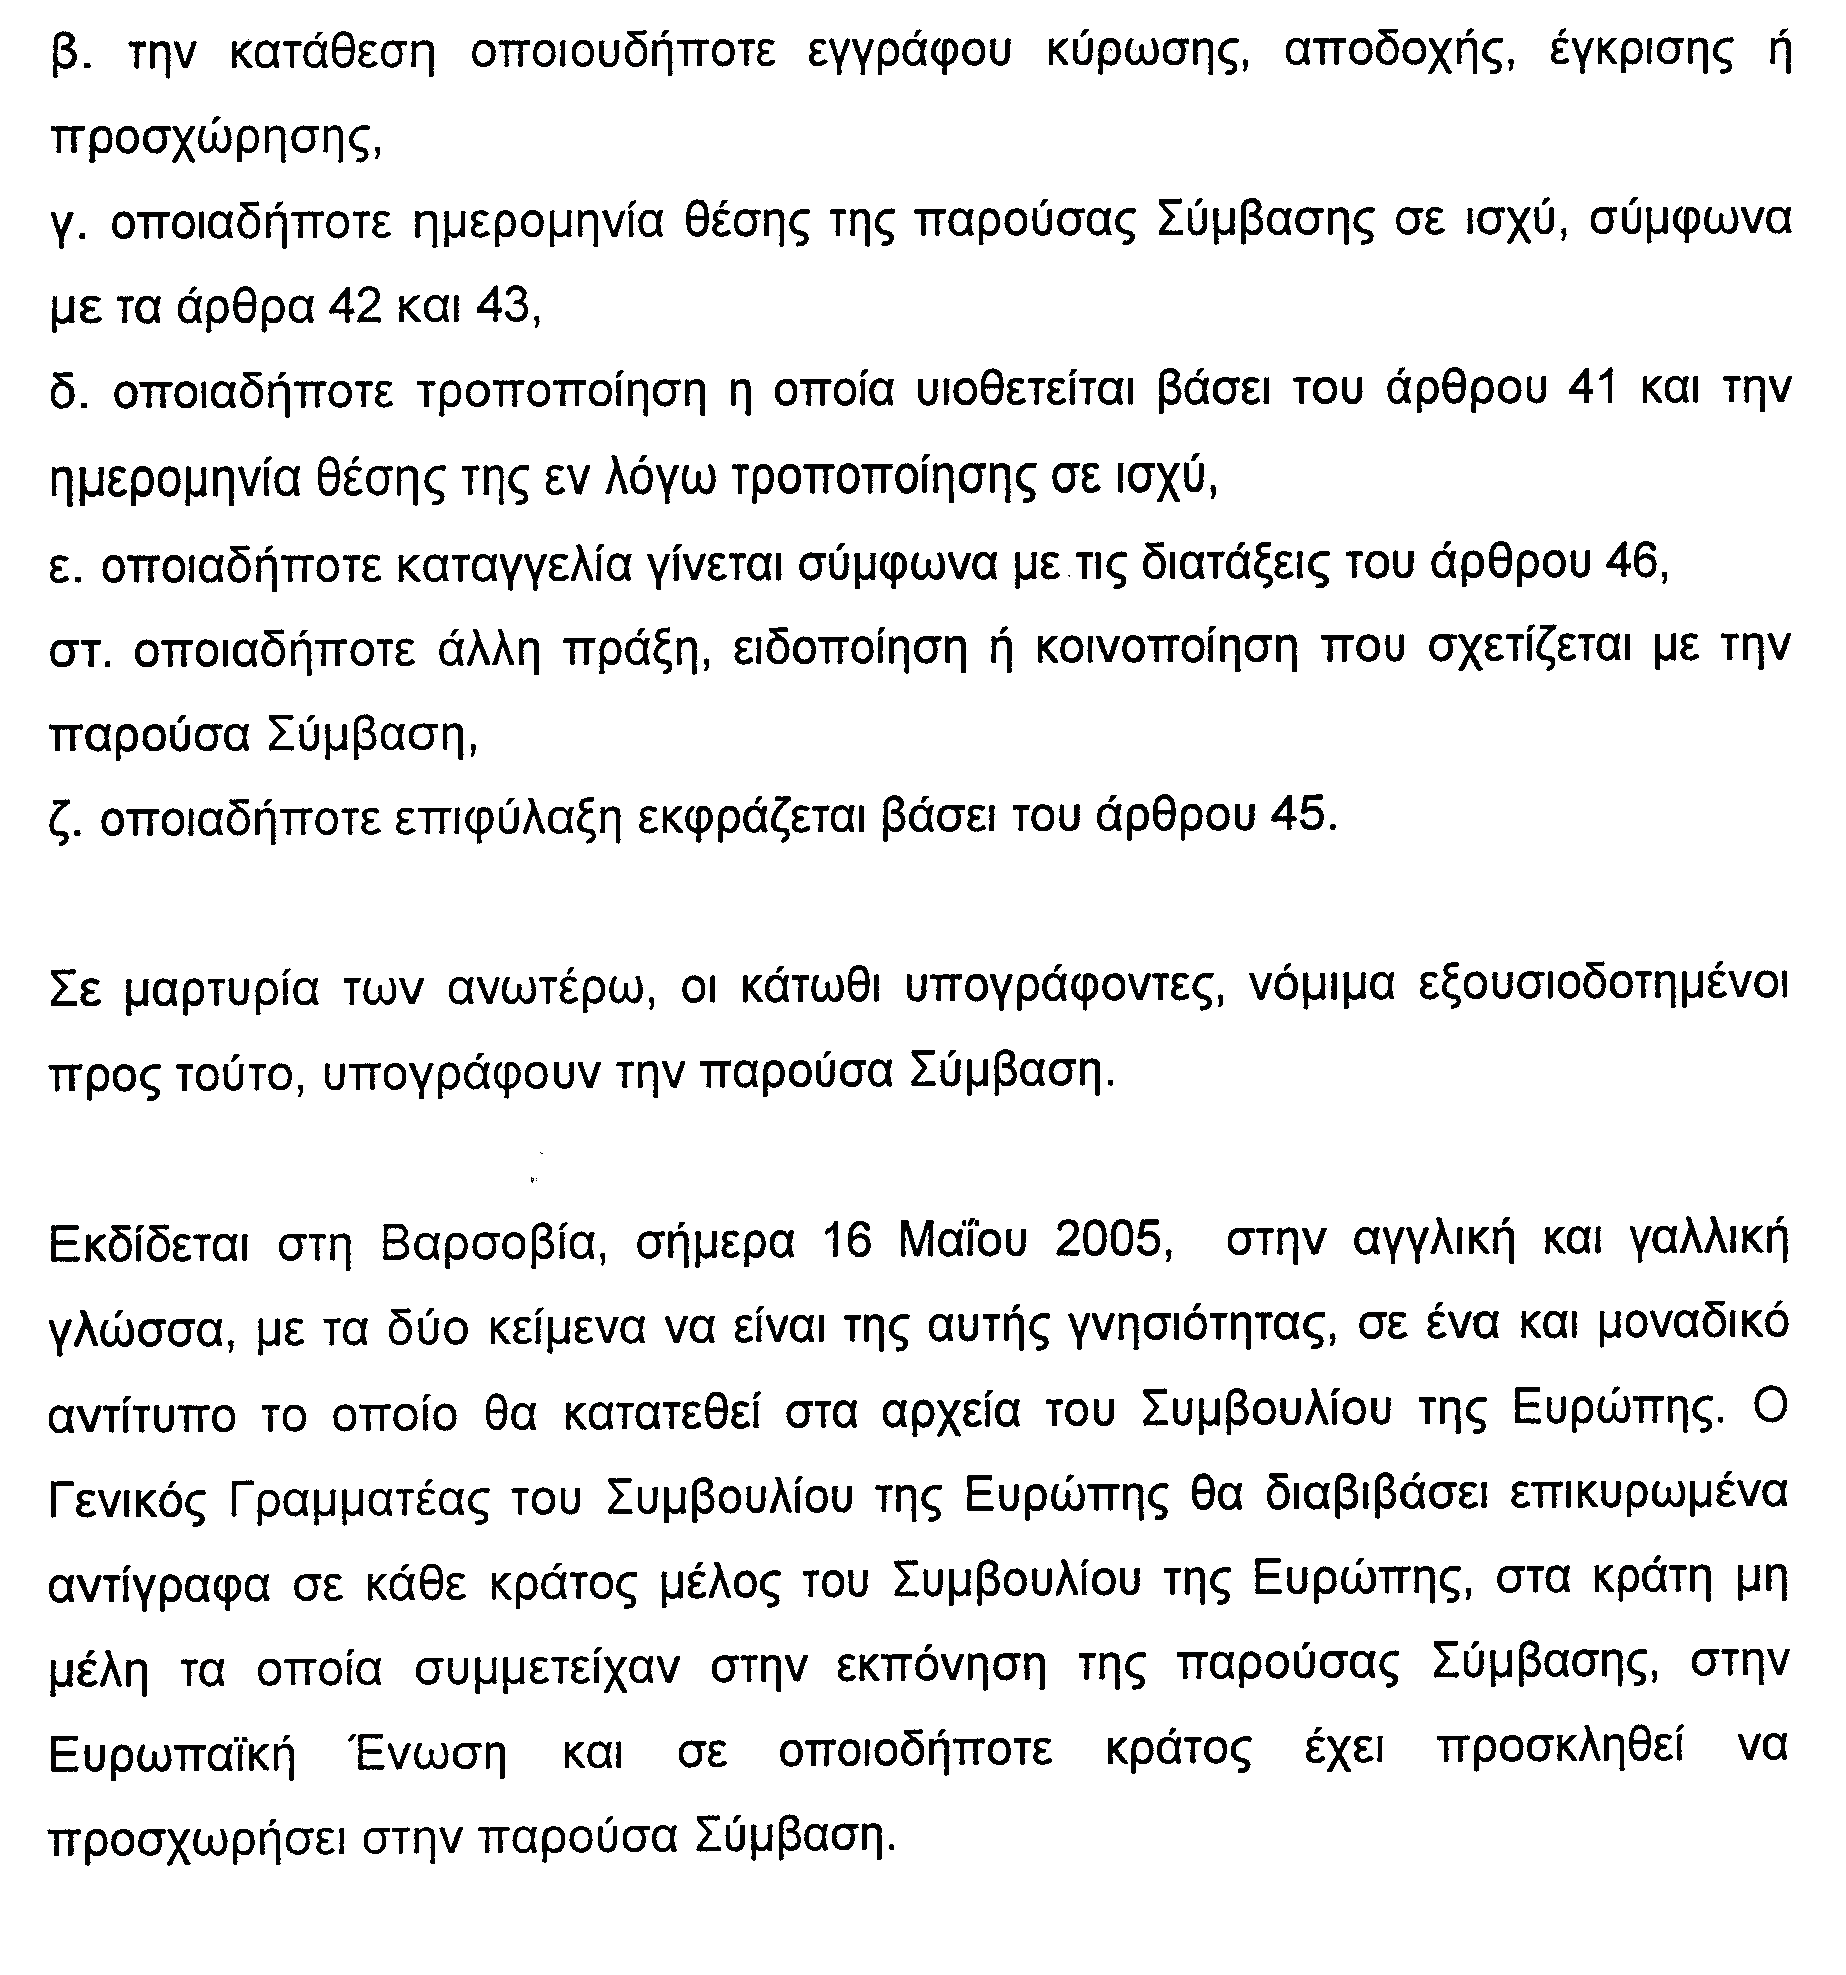 β. την κατάθεση οποιουδήποτε εγγράφου κύρωσης, αποδοχής, έγκρισης ή
προσχώρησης,
γ. οποιαδήποτε ημερομηνία θέσης της παρούσας Σύμβασης σε ισχύ, σύμφωνα
με τα άρθρα 42 και 43,
δ. οποιαδήποτε τροποποίηση η οποία υιοθετείται βάσει του άρθρου 41 και την
ημερομηνία θέσης της εν λόγω τροποποίησης σε ισχύ,
ε. οποιαδήποτε καταγγελία γίνεται σύμφωνα με τις διατάξεις του άρθρου 46,
στ. οποιαδήποτε άλλη πράξη, ειδοποίηση ή κοινοποίηση που σχετίζεται με την
παρούσα Σύμβαση,
ζ. οποιαδήποτε επιφύλαξη εκφράζεται βάσει του άρθρου 45.
Σε μαρτυρία των ανωτέρω, οι κάτωθι υπογράφοντες, νόμιμα εξουσιοδοτημένοι
προς τούτο, υπογράφουν την παρούσα Σύμβαση.
Εκδίδεται στη Βαρσοβία, σήμερα 16 Μαΐου 2005, στην αγγλική και γαλλική
γλώσσα, με τα δύο κείμενα να είναι της αυτής γνησιότητας, σε ένα και μοναδικό
αντίτυπο το οποίο θα κατατεθεί στα αρχεία του Συμβουλίου της Ευρώπης. Ο
Γενικός Γραμματέας του Συμβουλίου της Ευρώπης θα διαβιβάσει επικυρωμένα
αντίγραφα σε κάθε κράτος μέλος του Συμβουλίου της Ευρώπης, στα κράτη μη
μέλη τα οποία συμμετείχαν στην εκπόνηση της παρούσας Σύμβασης, στην
Ευρωπαϊκή Ένωση και σε οποιοδήποτε κράτος έχει προσκληθεί να
προσχωρήσει στην παρούσα Σύμβαση.